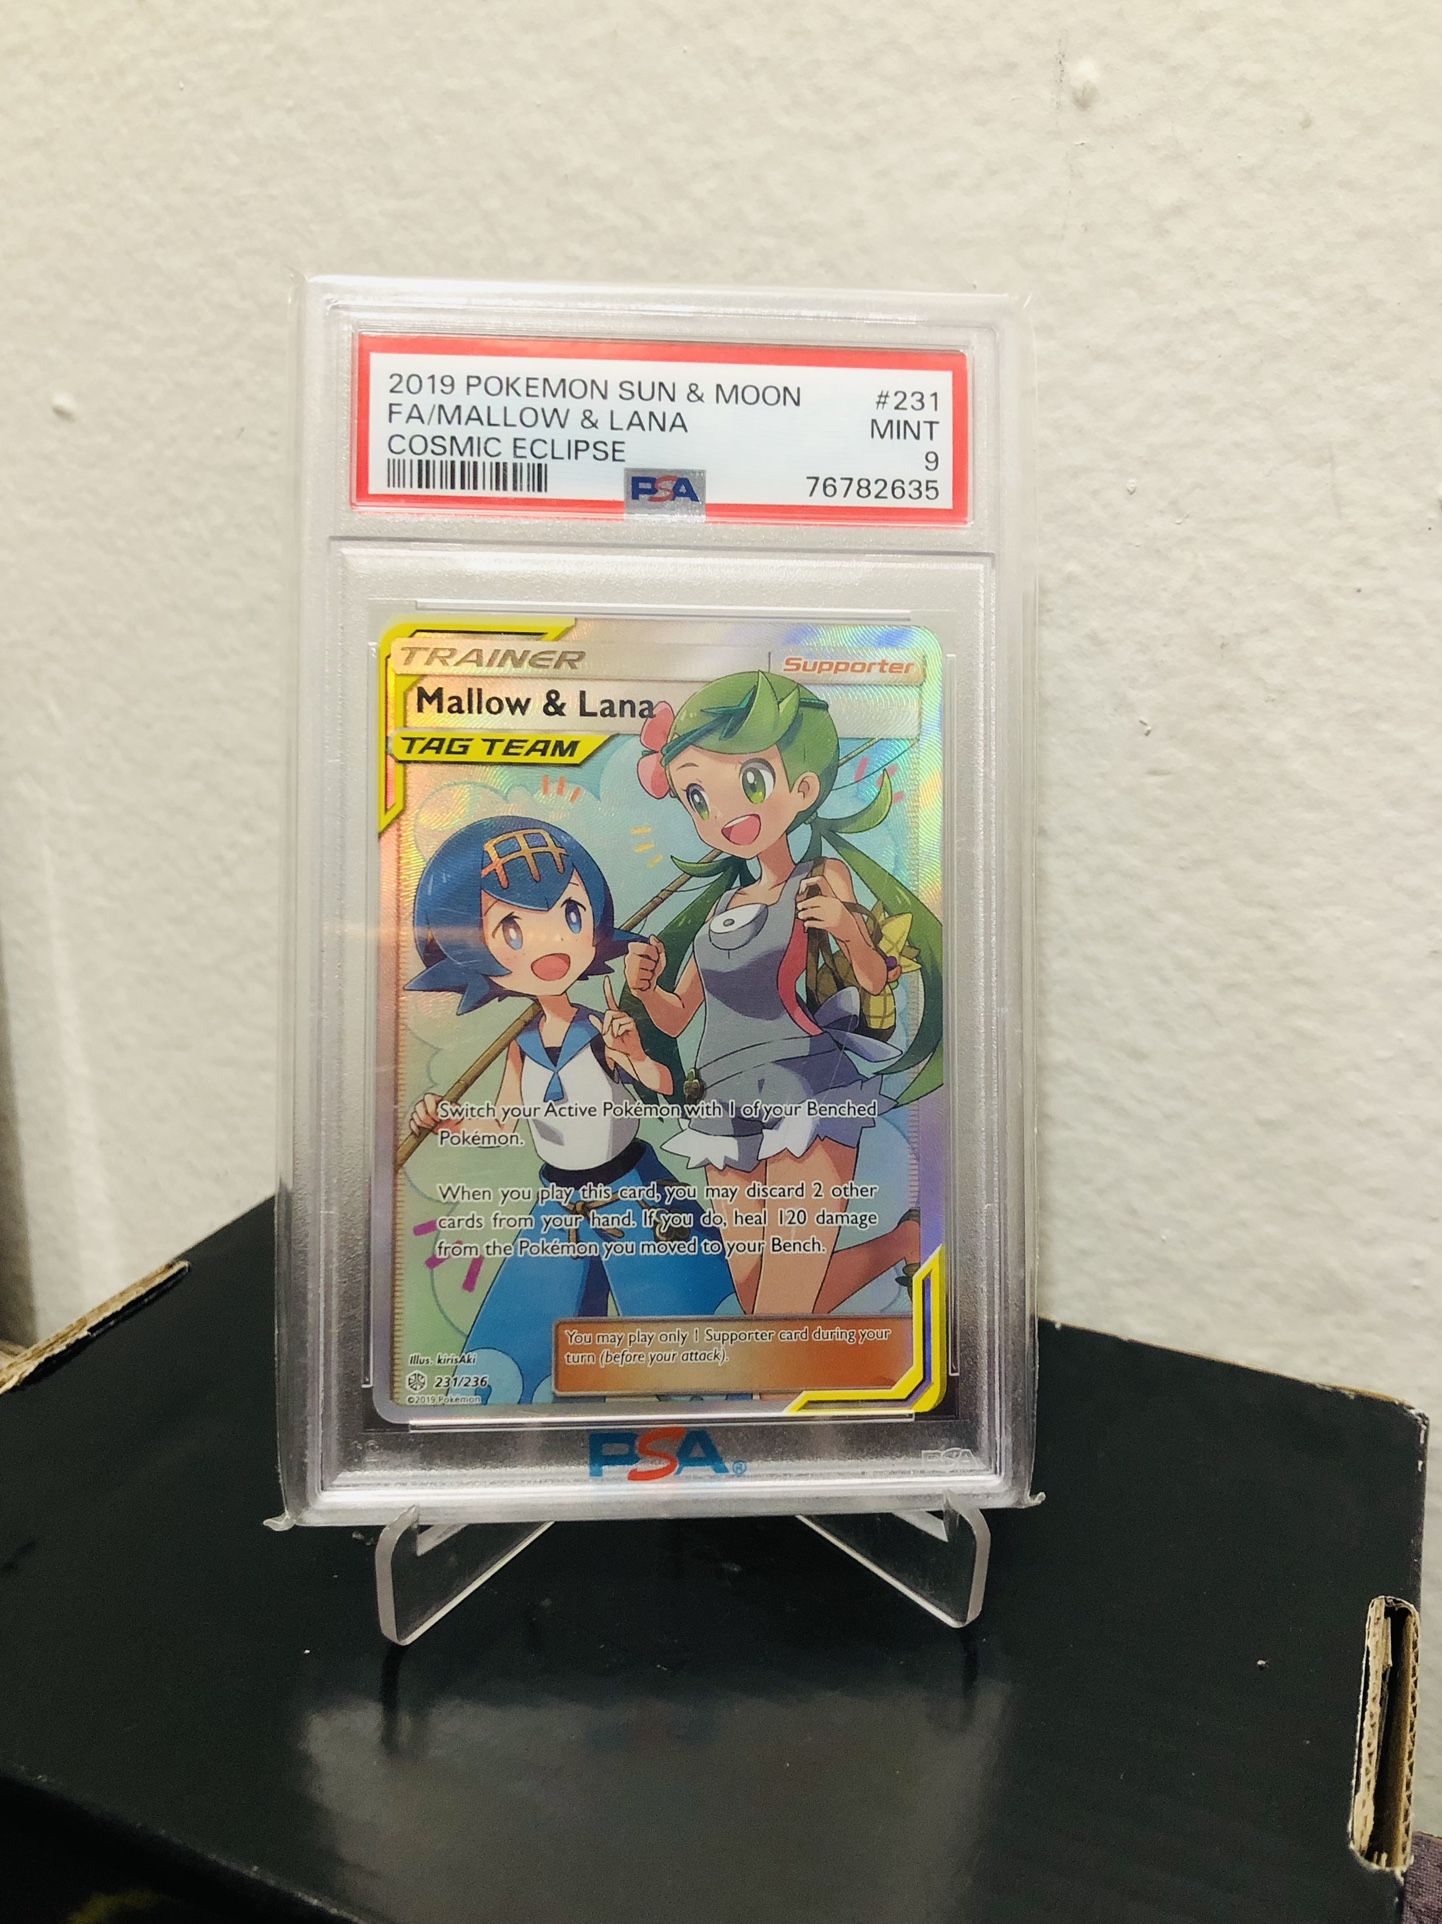 2019 POKEMON SUN & MOON #231
FA/MALLOW & LANA MINT
COSMIC ECLIPSE 9
PSA 76782635
TRAINER Supporter
Mallow & Lana
TAG TEAM
Switch your Active Pokémon with 1 of your Benched
Pokémon.
When you play this card, you may discard 2 other
cards from your hand. If you do, heal 120 damage
from the Pokémon you moved to your Bench.
You may play only 1 Supporter card during your
turn (before your attack).
Illus. kirisAki
231/236
©2019 Pokémon
PSA®
PSA